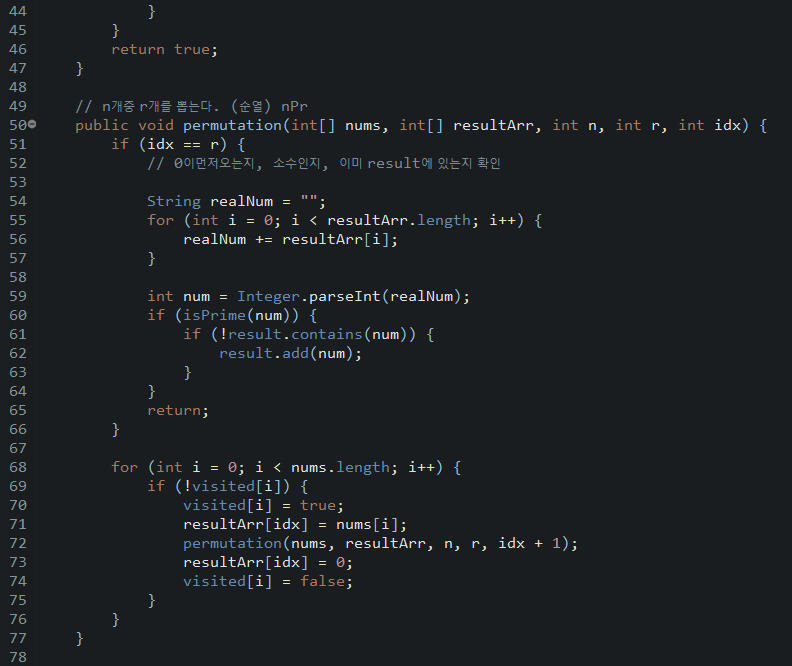 44             }
45         }
46         return true;
47     }
48
49     // n개중 r개를 뽑는다. (순열) nPr
50     public void permutation(int[] nums, int[] resultArr, int n, int r, int idx) {
51         if (idx == r) {
52             // 0이먼저오는지, 소수인지, 이미 result에 있는지 확인
53
54             String realNum = "";
55             for (int i = 0; i < resultArr.length; i++) {
56                 realNum += resultArr[i];
57             }
58
59             int num = Integer.parseInt(realNum);
60             if (isPrime(num)) {
61                 if (!result.contains(num)) {
62                     result.add(num);
63                 }
64             }
65             return;
66         }
67
68         for (int i = 0; i < nums.length; i++) {
69             if (!visited[i]) {
70                 visited[i] = true;
71                 resultArr[idx] = nums[i];
72                 permutation(nums, resultArr, n, r, idx + 1);
73                 resultArr[idx] = 0;
74                 visited[i] = false;
75             }
76         }
77     }
78